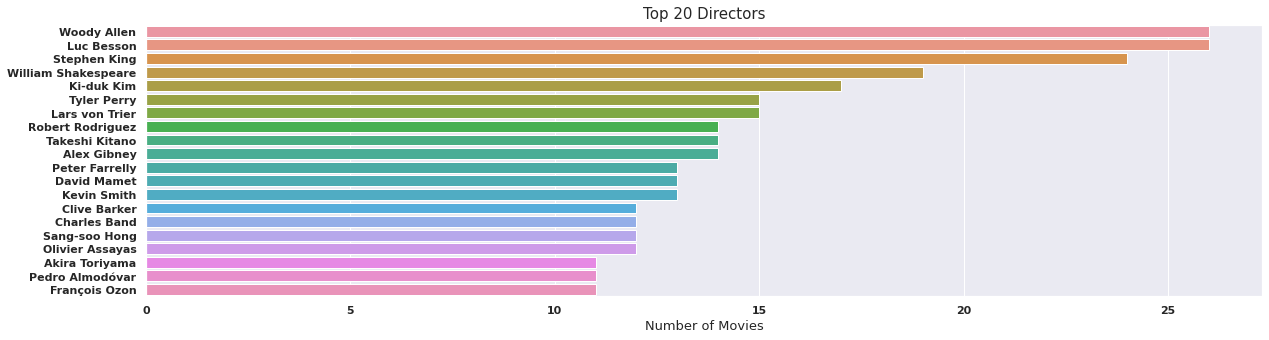 Top 20 Directors
Woody Allen
Luc Besson
Stephen King
William Shakespeare
Ki-duk Kim
Tyler Perry
Lars von Trier
Robert Rodriguez
Takeshi Kitano
Alex Gibney
Peter Farrelly
David Mamet
Kevin Smith
Clive Barker
Charles Band
Sang-soo Hong
Olivier Assayas
Akira Toriyama
Pedro Almodóvar
François Ozon
0 5 10 15 20 25
Number of Movies